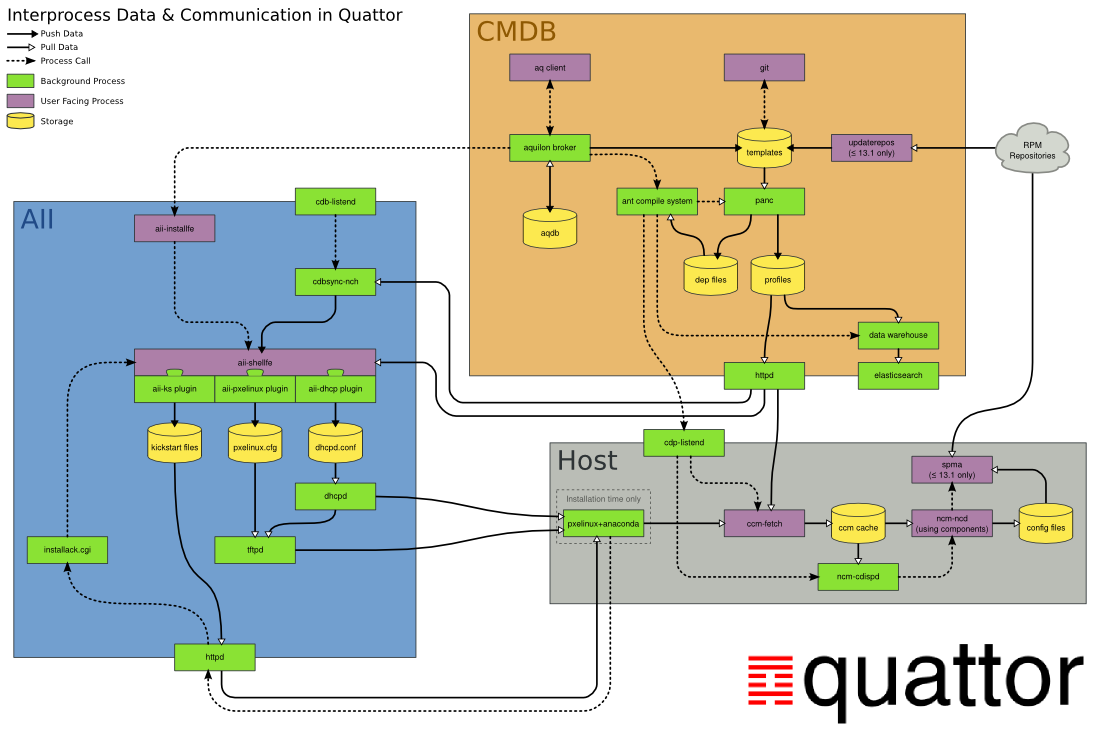 Interprocess Data & Communication in Quattor
Push Data
Pull Data
Process Call
Background Process
User Facing Process
Storage
CMDB
aq client
git
aquilon broker
templates
updaterepos
(≤ 13.1 only)
RPM
Repositories
ant compile system
panc
aqdb
dep files
profiles
data warehouse
httpd
elasticsearch
AII
cdb-listend
aii-installfe
cdbsync-nch
aii-shellfe
aii-ks plugin
aii-pxelinux plugin
aii-dhcp plugin
kickstart files
pxelinux.cfg
dhcpd.conf
dhcpd
installack.cgi
tftpd
httpd
cdp-listend
Host
spma
(≤ 13.1 only)
Installation time only
pxelinux+anaconda
ccm-fetch
ccm cache
ncm-ncd
(using components)
config files
ncm-cdispd
quattor